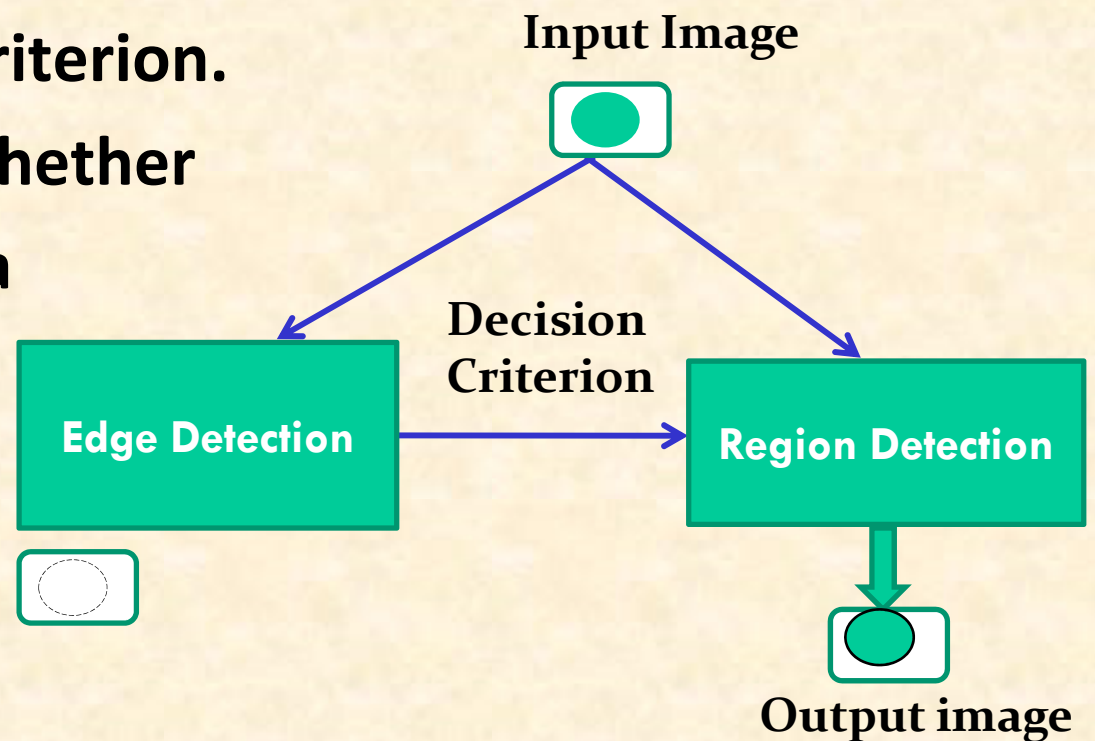 riterion.
hether
Input Image
Decision
Criterion
Edge Detection
Region Detection
Output image